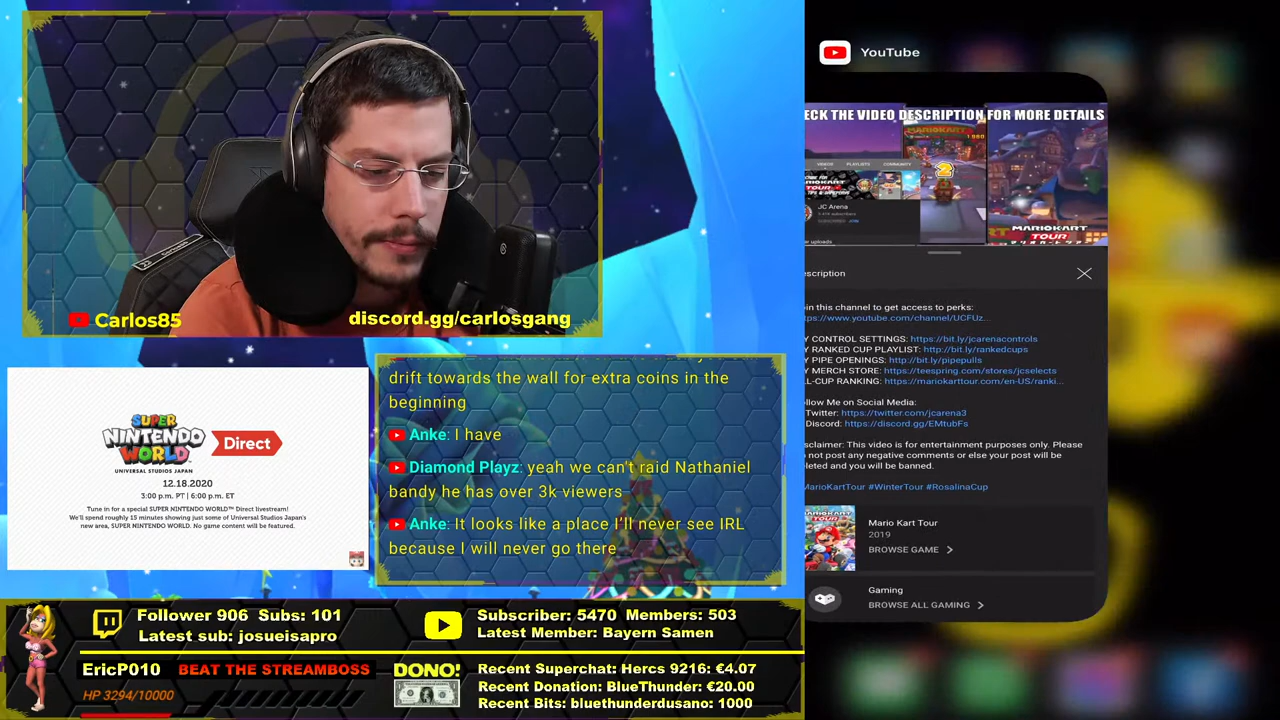 Carlos85
discord.gg/carlosgang
SUPER
NINTENDO
WORLD
UNIVERSAL STUDIOS JAPAN
Direct
12.18.2020
3:00 p.m. PT | 6:00 p.m. ET
Tune in for a special SUPER NINTENDO WORLD™ Direct livestream!
We'll spend roughly 15 minutes showing just some of Universal Studios Japan's
new area, SUPER NINTENDO WORLD. No game content will be featured.
drift towards the wall for extra coins in the
beginning
Anke: I have
Diamond Playz: yeah we can't raid Nathaniel
bandy he has over 3k viewers
Anke: It looks like a place I'll never see IRL
because I will never go there
Follower 906 Subs: 101
Latest sub: josueisapro
Subscriber: 5470 Members: 503
Latest Member: Bayern Samen
EricP010 BEAT THE STREAMBOSS
HP 3294/10000
DONO!
Recent Superchat: Hercs 9216: €4.07
Recent Donation: BlueThunder: €20.00
Recent Bits: bluethunderdusano: 1000
YouTube
ECK THE VIDEO DESCRIPTION FOR MORE DETAILS
VIDEOS PLAYLISTS COMMUNITY
JC Arena
MARIOKART
TOUR
escription
in this channel to get access to perks:
tps://www.youtube.com/channel/UCFUz...
Y CONTROL SETTINGS: https://bit.ly/jcarenacontrols
Y RANKED CUP PLAYLIST: http://bit.ly/rankedcups
Y PIPE OPENINGS: http://bit.ly/pipepulls
Y MERCH STORE: https://teespring.com/stores/jcselects
LL-CUP RANKING: https://mariokarttour.com/en-US/ranki...
llow Me on Social Media:
Twitter: https://twitter.com/jcarena3
Discord: https://discord.gg/EMtubFs
sclaimer: This video is for entertainment purposes only. Please
not post any negative comments or else your post will be
leted and you will be banned.
MarioKartTour #WinterTour #RosalinaCup
Mario Kart Tour
2019
BROWSE GAME
Gaming
BROWSE ALL GAMING